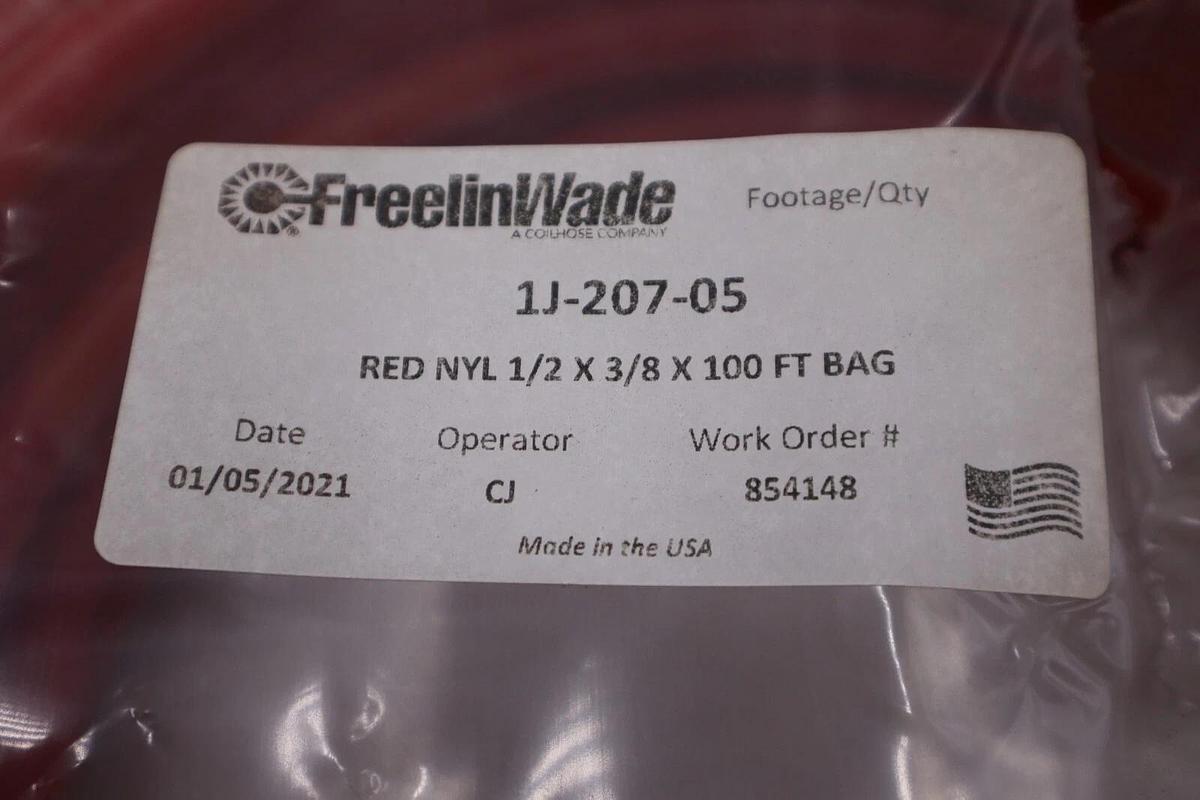 FreelinWade
A COILHOSE COMPANY
®
Footage/Qty
1J-207-05
RED NYL 1/2 X 3/8 X 100 FT BAG
Date Operator Work Order #
01/05/2021 CJ 854148
Made in the USA